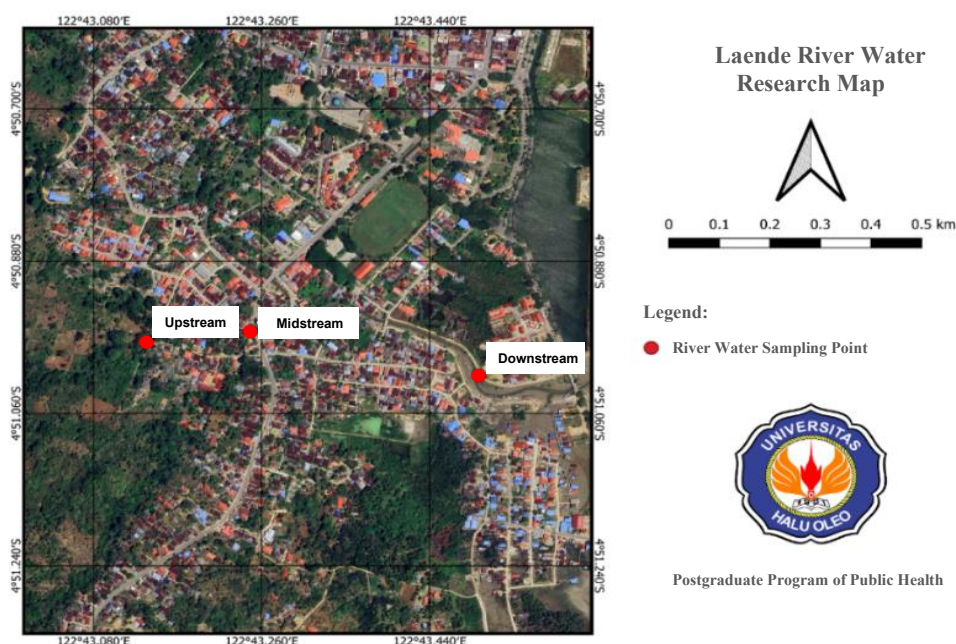 122°43.080'E 122°43.260'E 122°43.440'E
Laende River Water
Research Map
4°50.700'S 4°50.700'S
0 0.1 0.2 0.3 0.4 0.5 km
4°50.880'S 4°50.880'S
Legend:
Upstream Midstream
River Water Sampling Point
Downstream
4°51.060'S 4°51.060'S
UNIVERSITAS
HALU OLEO
4°51.240'S 4°51.240'S
Postgraduate Program of Public Health
122°43.080'E 122°43.260'E 122°43.440'E